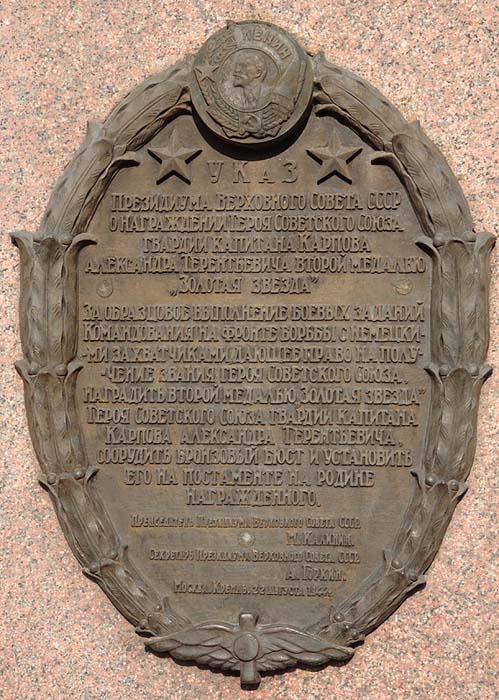 ЛЕНИН
УКАЗ
ПРЕЗИДИУМА ВЕРХОВНОГО СОВЕТА СССР
О НАГРАЖДЕНИИ ГЕРОЯ СОВЕТСКОГО СОЮЗА
ГВАРДИИ КАПИТАНА КАРПОВА
АЛЕКСАНДРА ТЕРЕНТЬЕВИЧА ВТОРОЙ МЕДАЛЬЮ
„ЗОЛОТАЯ ЗВЕЗДА"
ЗА ОБРАЗЦОВОЕ ВЫПОЛНЕНИЕ БОЕВЫХ ЗАДАНИЙ
КОМАНДОВАНИЯ НА ФРОНТЕ БОРЬБЫ С НЕМЕЦКИ-
МИ ЗАХВАТЧИКАМИ, ДАЮЩЕЕ ПРАВО НА ПОЛУ-
ЧЕНИЕ ЗВАНИЯ ГЕРОЯ СОВЕТСКОГО СОЮЗА,
НАГРАДИТЬ ВТОРОЙ МЕДАЛЬЮ „ЗОЛОТАЯ ЗВЕЗДА"
ГЕРОЯ СОВЕТСКОГО СОЮЗА ГВАРДИИ КАПИТАНА
КАРПОВА АЛЕКСАНДРА ТЕРЕНТЬЕВИЧА,
СООРУДИТЬ БРОНЗОВЫЙ БЮСТ И УСТАНОВИТЬ
ЕГО НА ПОСТАМЕНТЕ НА РОДИНЕ
НАГРАЖДЕННОГО.
ПРЕДСЕДАТЕЛЬ ПРЕЗИДИУМА ВЕРХОВНОГО СОВЕТА СССР
М. КАЛИНИН.
СЕКРЕТАРЬ ПРЕЗИДИУМА ВЕРХОВНОГО СОВЕТА СССР
А. ГОРКИН.
МОСКВА, КРЕМЛЬ. 22 АВГУСТА 1944г.